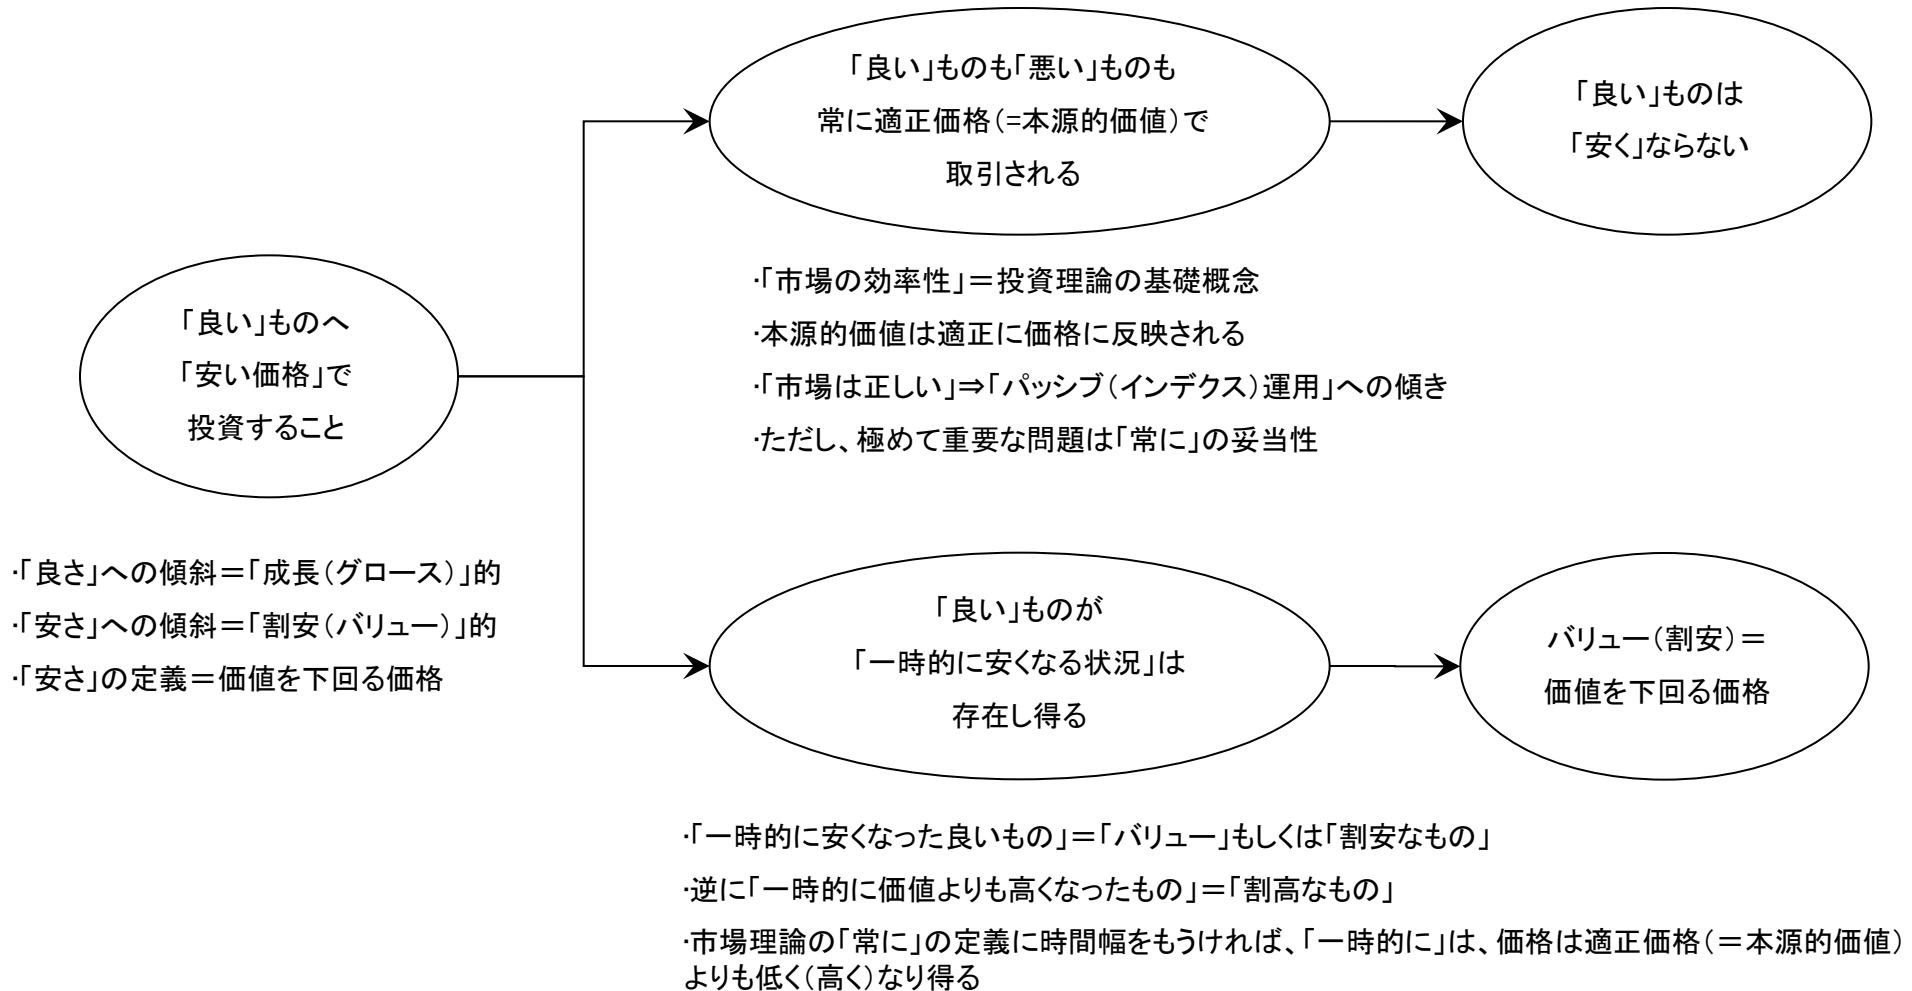 「良い」ものへ
「安い価格」で
投資すること
・「良さ」への傾斜＝「成長（グロース）」的
・「安さ」への傾斜＝「割安（バリュー）」的
・「安さ」の定義＝価値を下回る価格
「良い」ものも「悪い」ものも
常に適正価格（=本源的価値）で
取引される
「良い」ものは
「安く」ならない
・「市場の効率性」＝投資理論の基礎概念
・本源的価値は適正に価格に反映される
・「市場は正しい」⇒「パッシブ（インデクス）運用」への傾き
・ただし、極めて重要な問題は「常に」の妥当性
「良い」ものが
「一時的に安くなる状況」は
存在し得る
バリュー（割安）＝
価値を下回る価格
・「一時的に安くなった良いもの」＝「バリュー」もしくは「割安なもの」
・逆に「一時的に価値よりも高くなったもの」＝「割高なもの」
・市場理論の「常に」の定義に時間幅をもうければ、「一時的に」は、価格は適正価格（＝本源的価値）
よりも低く（高く）なり得る